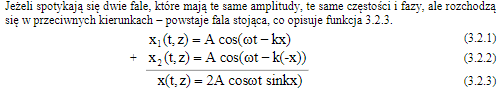 Jeżeli spotykają się dwie fale, które mają te same amplitudy, te same częstości i fazy, ale rozchodzą
się w przeciwnych kierunkach – powstaje fala stojąca, co opisuje funkcja 3.2.3.
x₁(t, z) = A cos(ωt – kx) (3.2.1)
+ x₂(t, z) = A cos(ωt – k(-x)) (3.2.2)
x(t, z) = 2A cosωt sinkx) (3.2.3)